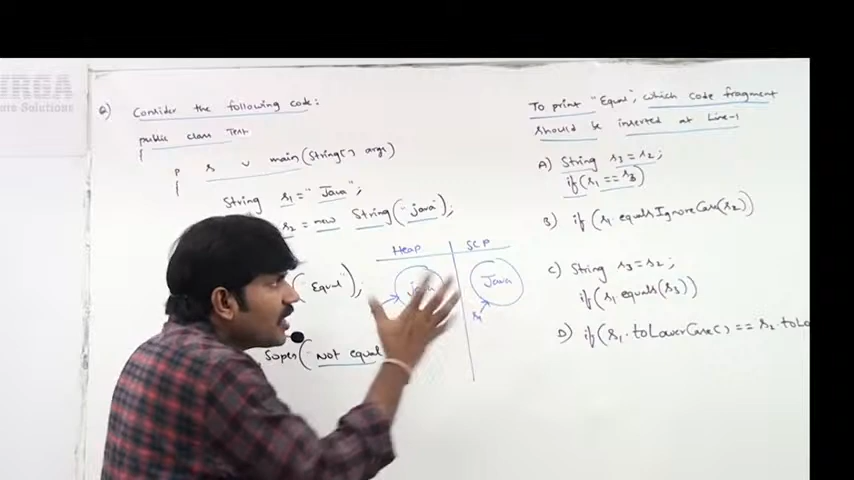 URGA
are Solutions
Q) Consider the following code:
public class Test
{
p s v main(String[] args)
{
String s1="Java";
s2=new String("java");
("Equal");
Sopln("not equal
Heap SCP
java Java
s1
To print "Equal", which code fragment
should be inserted at Line-1
A) String s3=s2;
if(s1==s3)
B) if(s1.equalsIgnoreCase(s2))
C) String s3=s2;
if(s1.equals(s3))
D) if(s1.toLowerCase()==s2.toLo